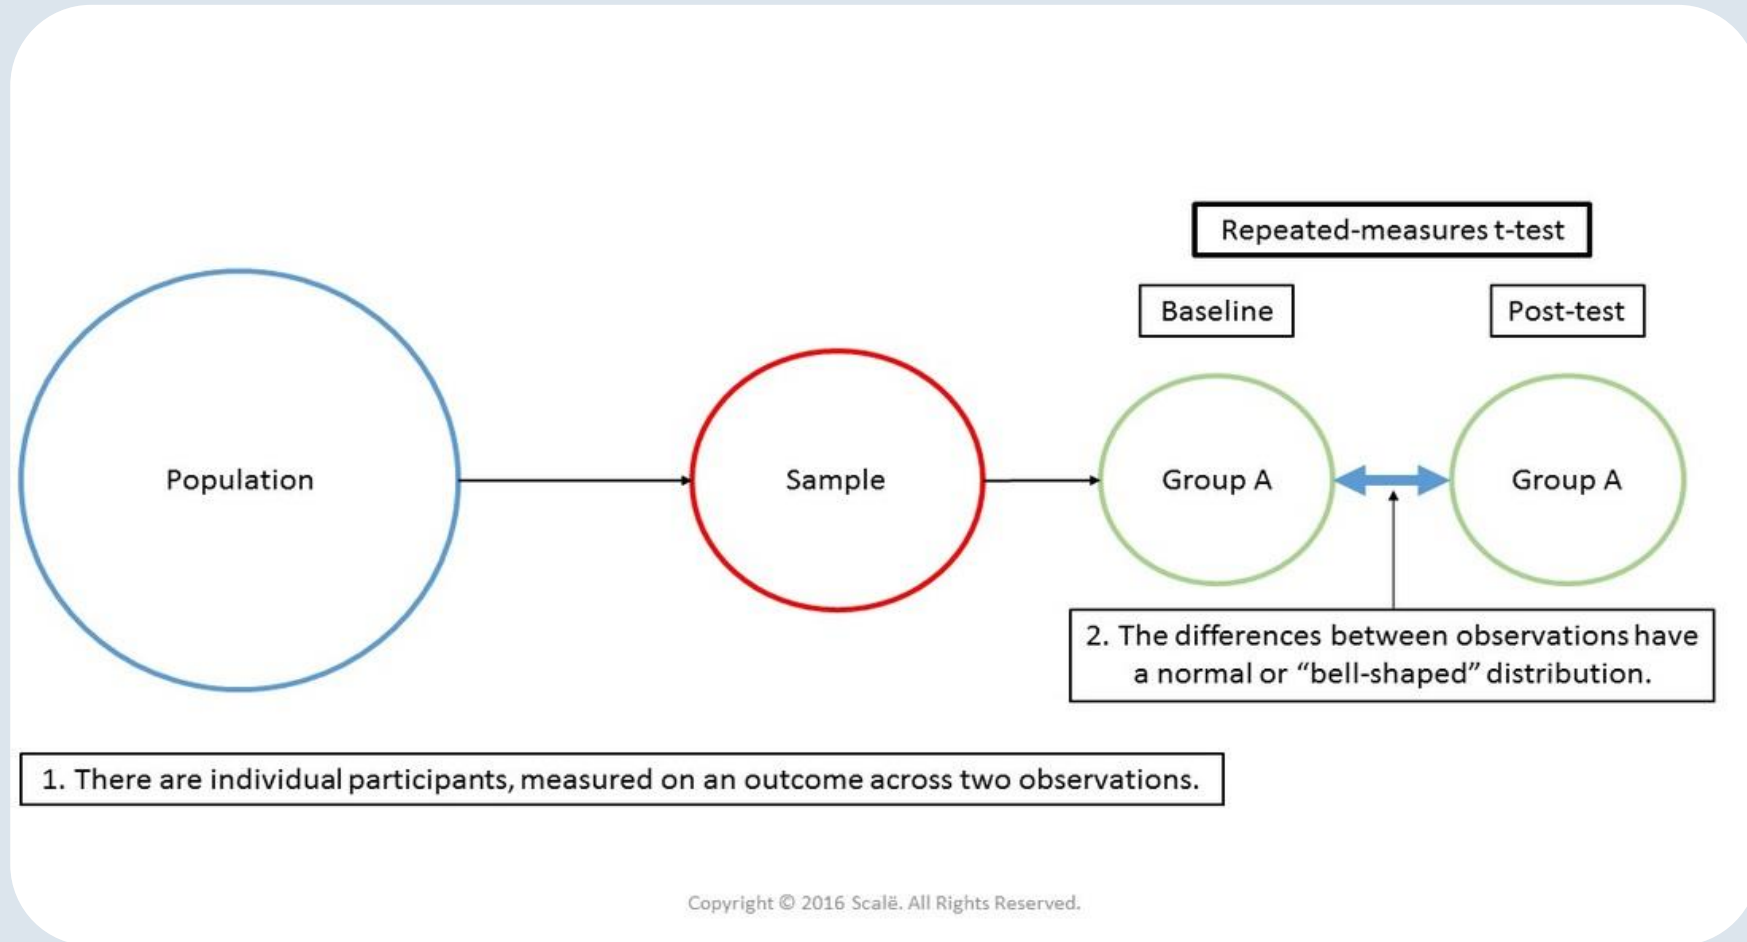 Repeated-measures t-test
Baseline
Post-test
Population
Sample
Group A
Group A
2. The differences between observations have
a normal or “bell-shaped” distribution.
1. There are individual participants, measured on an outcome across two observations.
Copyright © 2016 Scalë. All Rights Reserved.